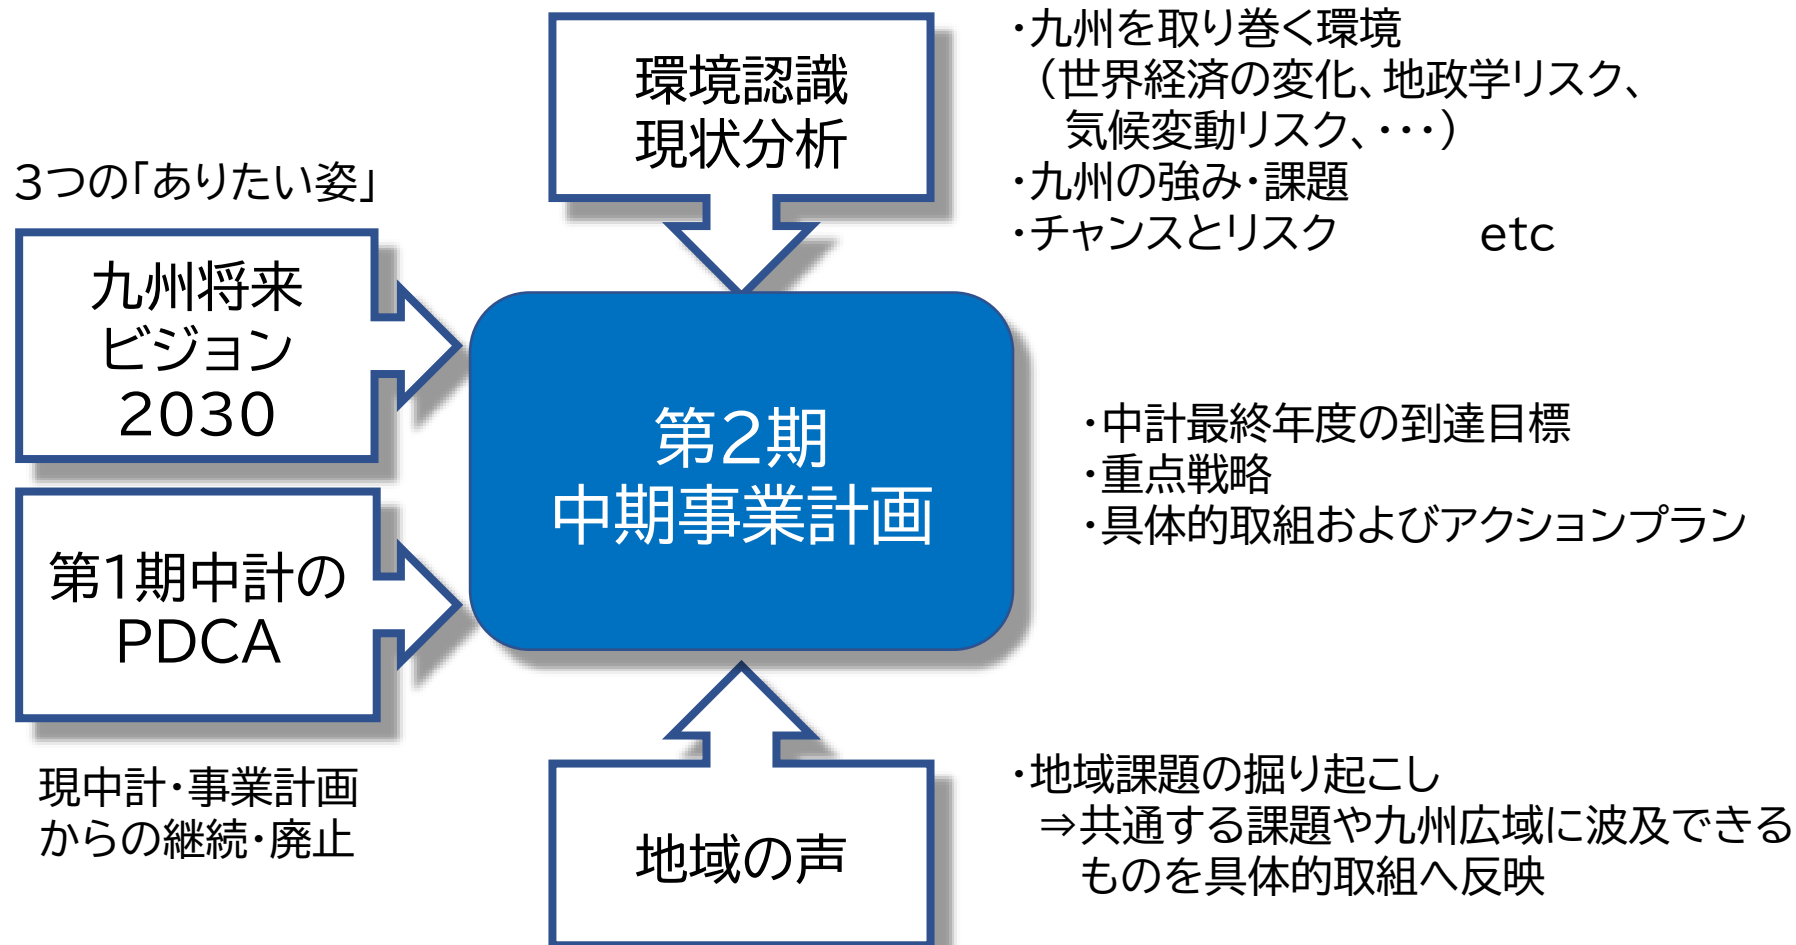 環境認識
現状分析
・九州を取り巻く環境
（世界経済の変化、地政学リスク、
気候変動リスク、・・・）
・九州の強み・課題
・チャンスとリスク　　　etc
３つの「ありたい姿」
九州将来
ビジョン
２０３０
第１期中計の
ＰＤＣＡ
現中計・事業計画
からの継続・廃止
第２期
中期事業計画
・中計最終年度の到達目標
・重点戦略
・具体的取組およびアクションプラン
地域の声
・地域課題の掘り起こし
⇒共通する課題や九州広域に波及できる
ものを具体的取組へ反映